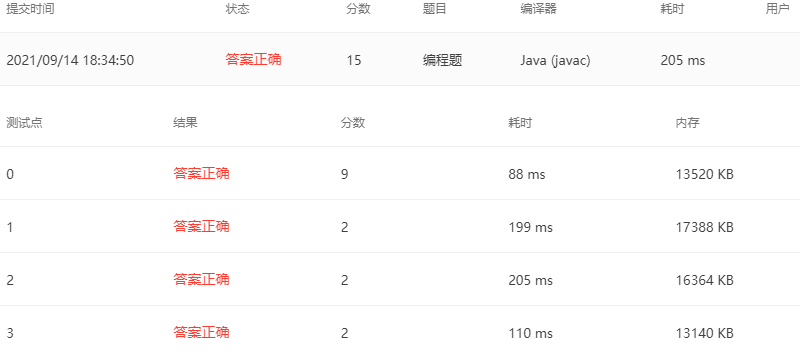 提交时间 状态 分数 题目 编译器 耗时 用户
2021/09/14 18:34:50 答案正确 15 编程题 Java (javac) 205 ms
测试点 结果 分数 耗时 内存
0 答案正确 9 88 ms 13520 KB
1 答案正确 2 199 ms 17388 KB
2 答案正确 2 205 ms 16364 KB
3 答案正确 2 110 ms 13140 KB